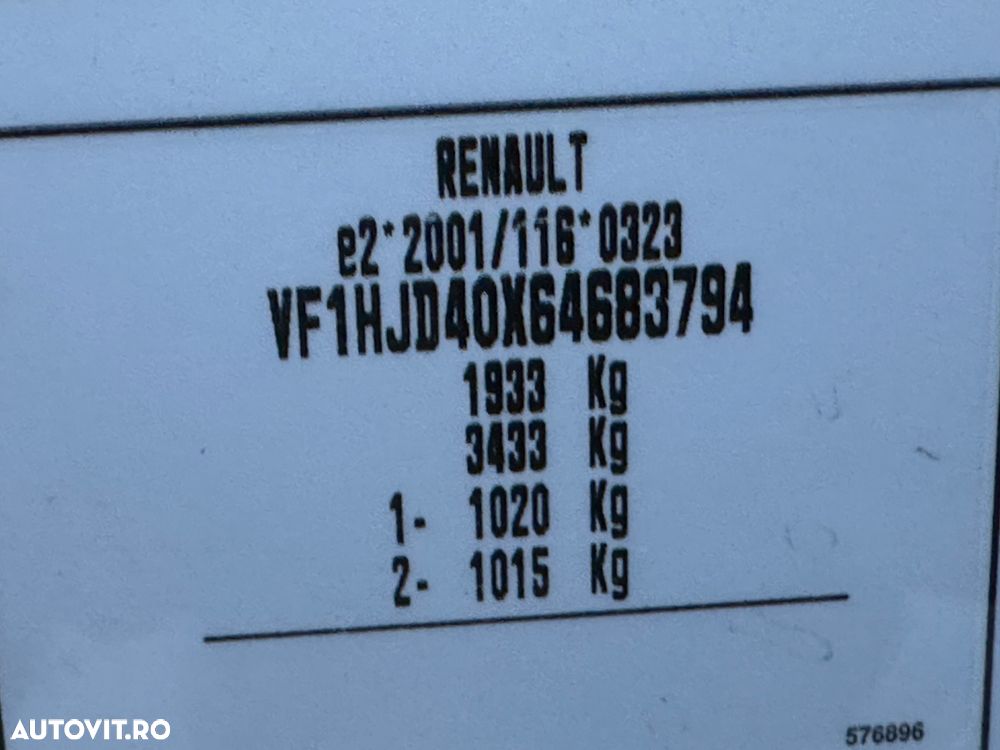 RENAULT
e2*2001/116*0323
VF1HJD40X64683794
1933 Kg
3433 Kg
1- 1020 Kg
2- 1015 Kg
AUTOVIT.RO
576896